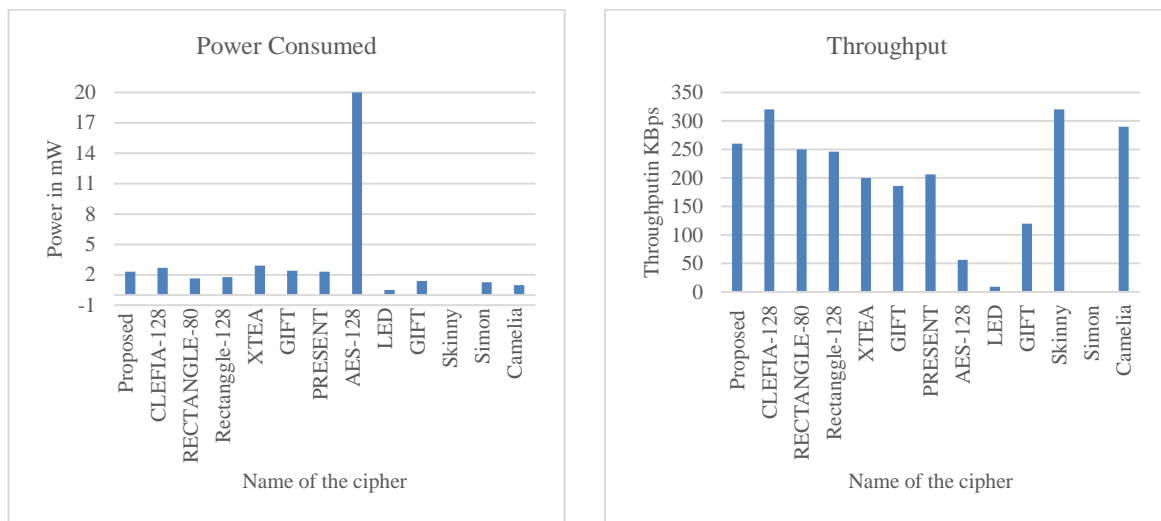 Power Consumed
Power in mW
20
17
14
11
8
5
2
-1
Proposed
CLEFIA-128
RECTANGLE-80
Rectanggle-128
XTEA
GIFT
PRESENT
AES-128
LED
GIFT
Skinny
Simon
Camelia
Name of the cipher
Throughput
Throughputin KBps
350
300
250
200
150
100
50
0
Proposed
CLEFIA-128
RECTANGLE-80
Rectanggle-128
XTEA
GIFT
PRESENT
AES-128
LED
GIFT
Skinny
Simon
Camelia
Name of the cipher